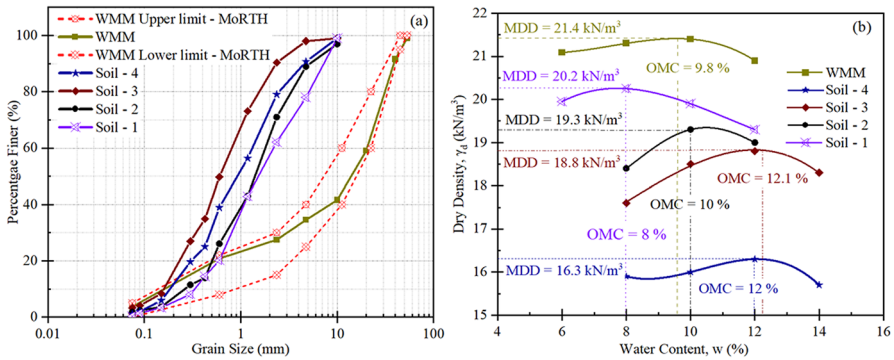 (a)
WMM Upper limit - MoRTH
WMM
WMM Lower limit - MoRTH
Soil - 4
Soil - 3
Soil - 2
Soil - 1
Percentgae Finer (%)
100
80
60
40
20
0
0.01
0.1
1
10
100
Grain Size (mm)
(b)
MDD = 21.4 kN/m³
OMC = 9.8 %
MDD = 20.2 kN/m³
MDD = 19.3 kN/m³
MDD = 18.8 kN/m³
OMC = 12.1 %
OMC = 10 %
OMC = 8 %
MDD = 16.3 kN/m³
OMC = 12 %
WMM
Soil - 4
Soil - 3
Soil - 2
Soil - 1
Dry Density, γd (kN/m³)
22
21
20
19
18
17
16
15
4
6
8
10
12
14
16
Water Content, w (%)